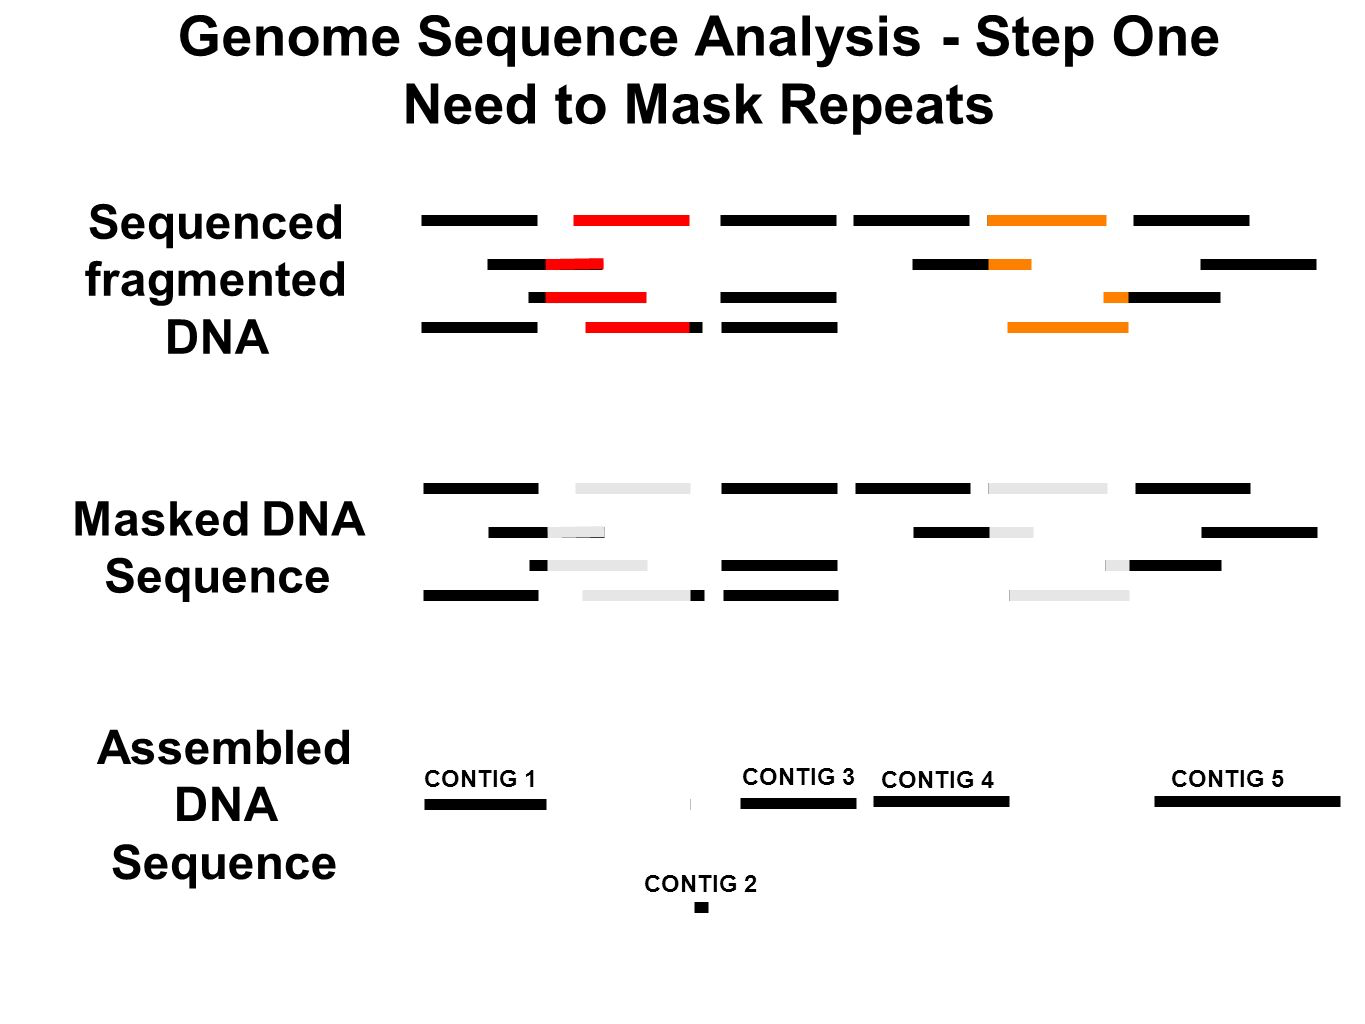 Genome Sequence Analysis - Step One
Need to Mask Repeats
Sequenced
fragmented
DNA
Masked DNA
Sequence
Assembled
DNA
Sequence
CONTIG 1
CONTIG 3
CONTIG 4
CONTIG 5
CONTIG 2